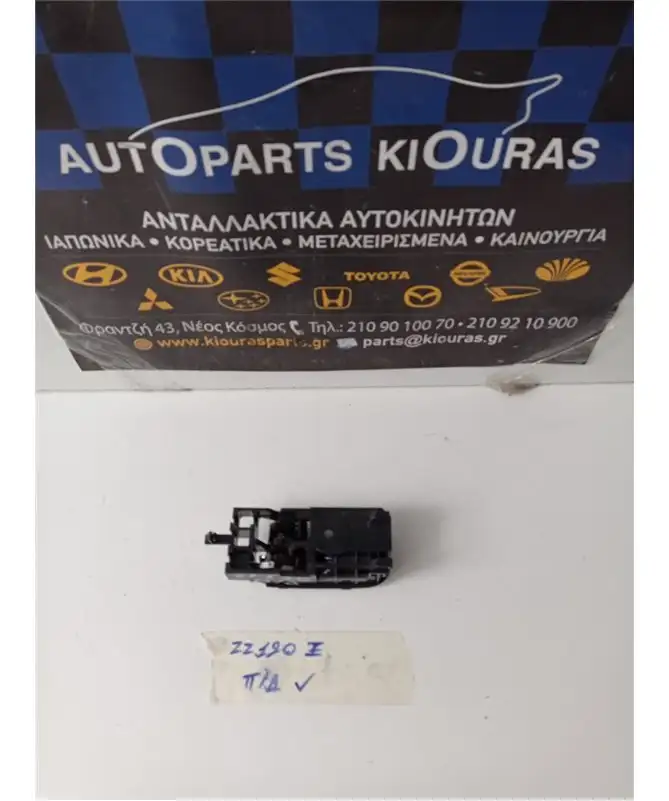 AUTOPARTS KIOURAS
ΑΝΤΑΛΛΑΚΤΙΚΑ ΑΥΤΟΚΙΝΗΤΩΝ
ΙΑΠΩΝΙΚΑ • ΚΟΡΕΑΤΙΚΑ • ΜΕΤΑΧΕΙΡΙΣΜΕΝΑ • ΚΑΙΝΟΥΡΓΙΑ
KIA TOYOTA
Φραντζή 43, Νέος Κόσμος Τηλ.: 210 90 100 70 • 210 92 10 900
www.kiourasparts.gr parts@kiouras.gr
22190 Ξ
Π/Δ ✓